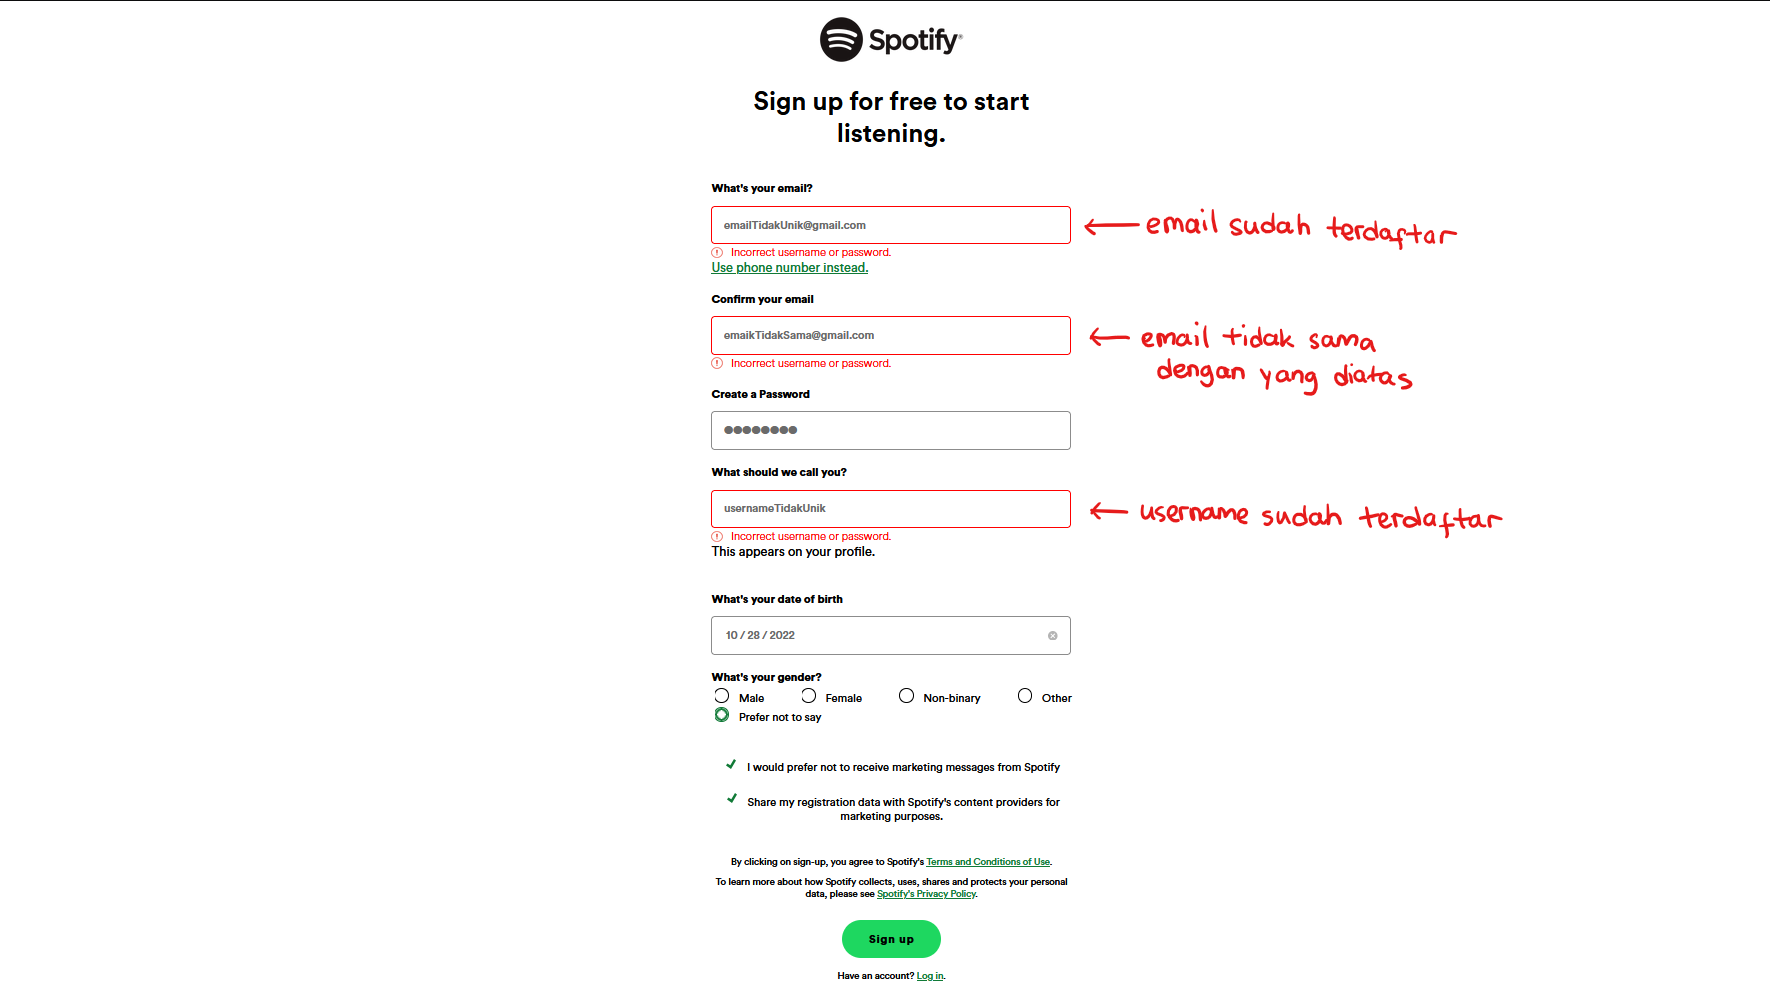 Spotify®
Sign up for free to start
listening.
What's your email?
emailTidakUnik@gmail.com
← email sudah terdaftar
Incorrect username or password.
Use phone number instead.
Confirm your email
emaikTidakSama@gmail.com
← email tidak sama
dengan yang diatas
Incorrect username or password.
Create a Password
●●●●●●●●
What should we call you?
usernameTidakUnik
← username sudah terdaftar
Incorrect username or password.
This appears on your profile.
What's your date of birth
10 / 28 / 2022
What's your gender?
Male Female Non-binary Other
Prefer not to say
I would prefer not to receive marketing messages from Spotify
Share my registration data with Spotify's content providers for
marketing purposes.
By clicking on sign-up, you agree to Spotify's Terms and Conditions of Use.
To learn more about how Spotify collects, uses, shares and protects your personal
data, please see Spotify's Privacy Policy.
Sign up
Have an account? Log in.